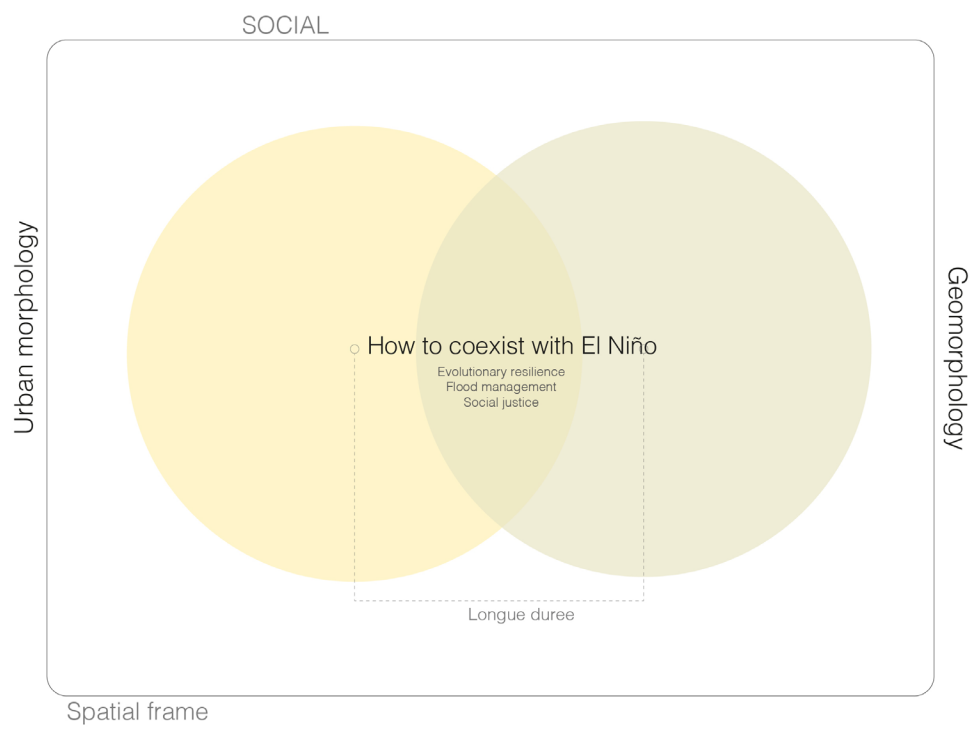 SOCIAL
Urban morphology
Geomorphology
How to coexist with El Niño
Evolutionary resilience
Flood management
Social justice
Longue duree
Spatial frame